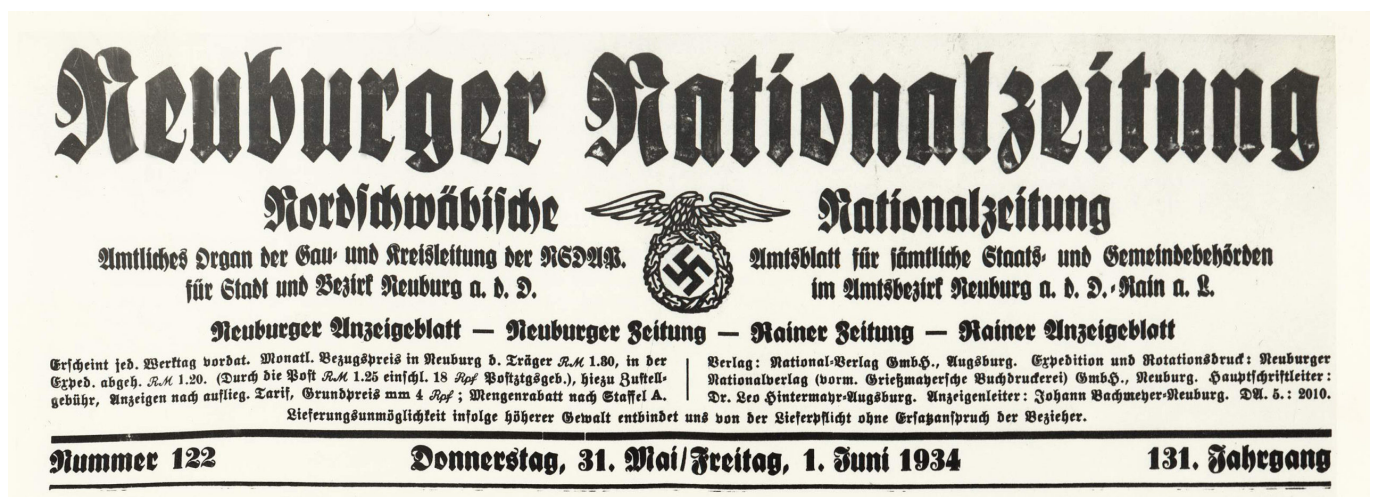 Neuburger Nationalzeitung
Nordschwäbische Nationalzeitung
Amtliches Organ der Gau- und Kreisleitung der NSDAP.
für Stadt und Bezirk Neuburg a. d. D.
Amtsblatt für sämtliche Staats- und Gemeindebehörden
im Amtsbezirk Neuburg a. d. D.-Rain a. L.
Neuburger Anzeigeblatt — Neuburger Zeitung — Rainer Zeitung — Rainer Anzeigeblatt
Erscheint jed. Werktag vordat. Monatl. Bezugspreis in Neuburg d. Träger RM 1.80, in der
Exped. abgeh. RM 1.20. (Durch die Post RM 1.25 einschl. 18 Rpf Postztgsgeb.), hiezu Zustell-
gebühr, Anzeigen nach auflieg. Tarif, Grundpreis mm 4 Rpf; Mengenrabatt nach Staffel A.
Verlag: National-Verlag GmbH., Augsburg. Expedition und Rotationsdruck: Neuburger
Nationalverlag (vorm. Grießmayersche Buchdruckerei) GmbH., Neuburg. Hauptschriftleiter:
Dr. Leo Hintermayr-Augsburg. Anzeigenleiter: Johann Bachmeyer-Neuburg. DA. 5.: 2010.
Lieferungsunmöglichkeit infolge höherer Gewalt entbindet uns von der Lieferpflicht ohne Ersatzanspruch der Bezieher.
Nummer 122 Donnerstag, 31. Mai/Freitag, 1. Juni 1934 131. Jahrgang